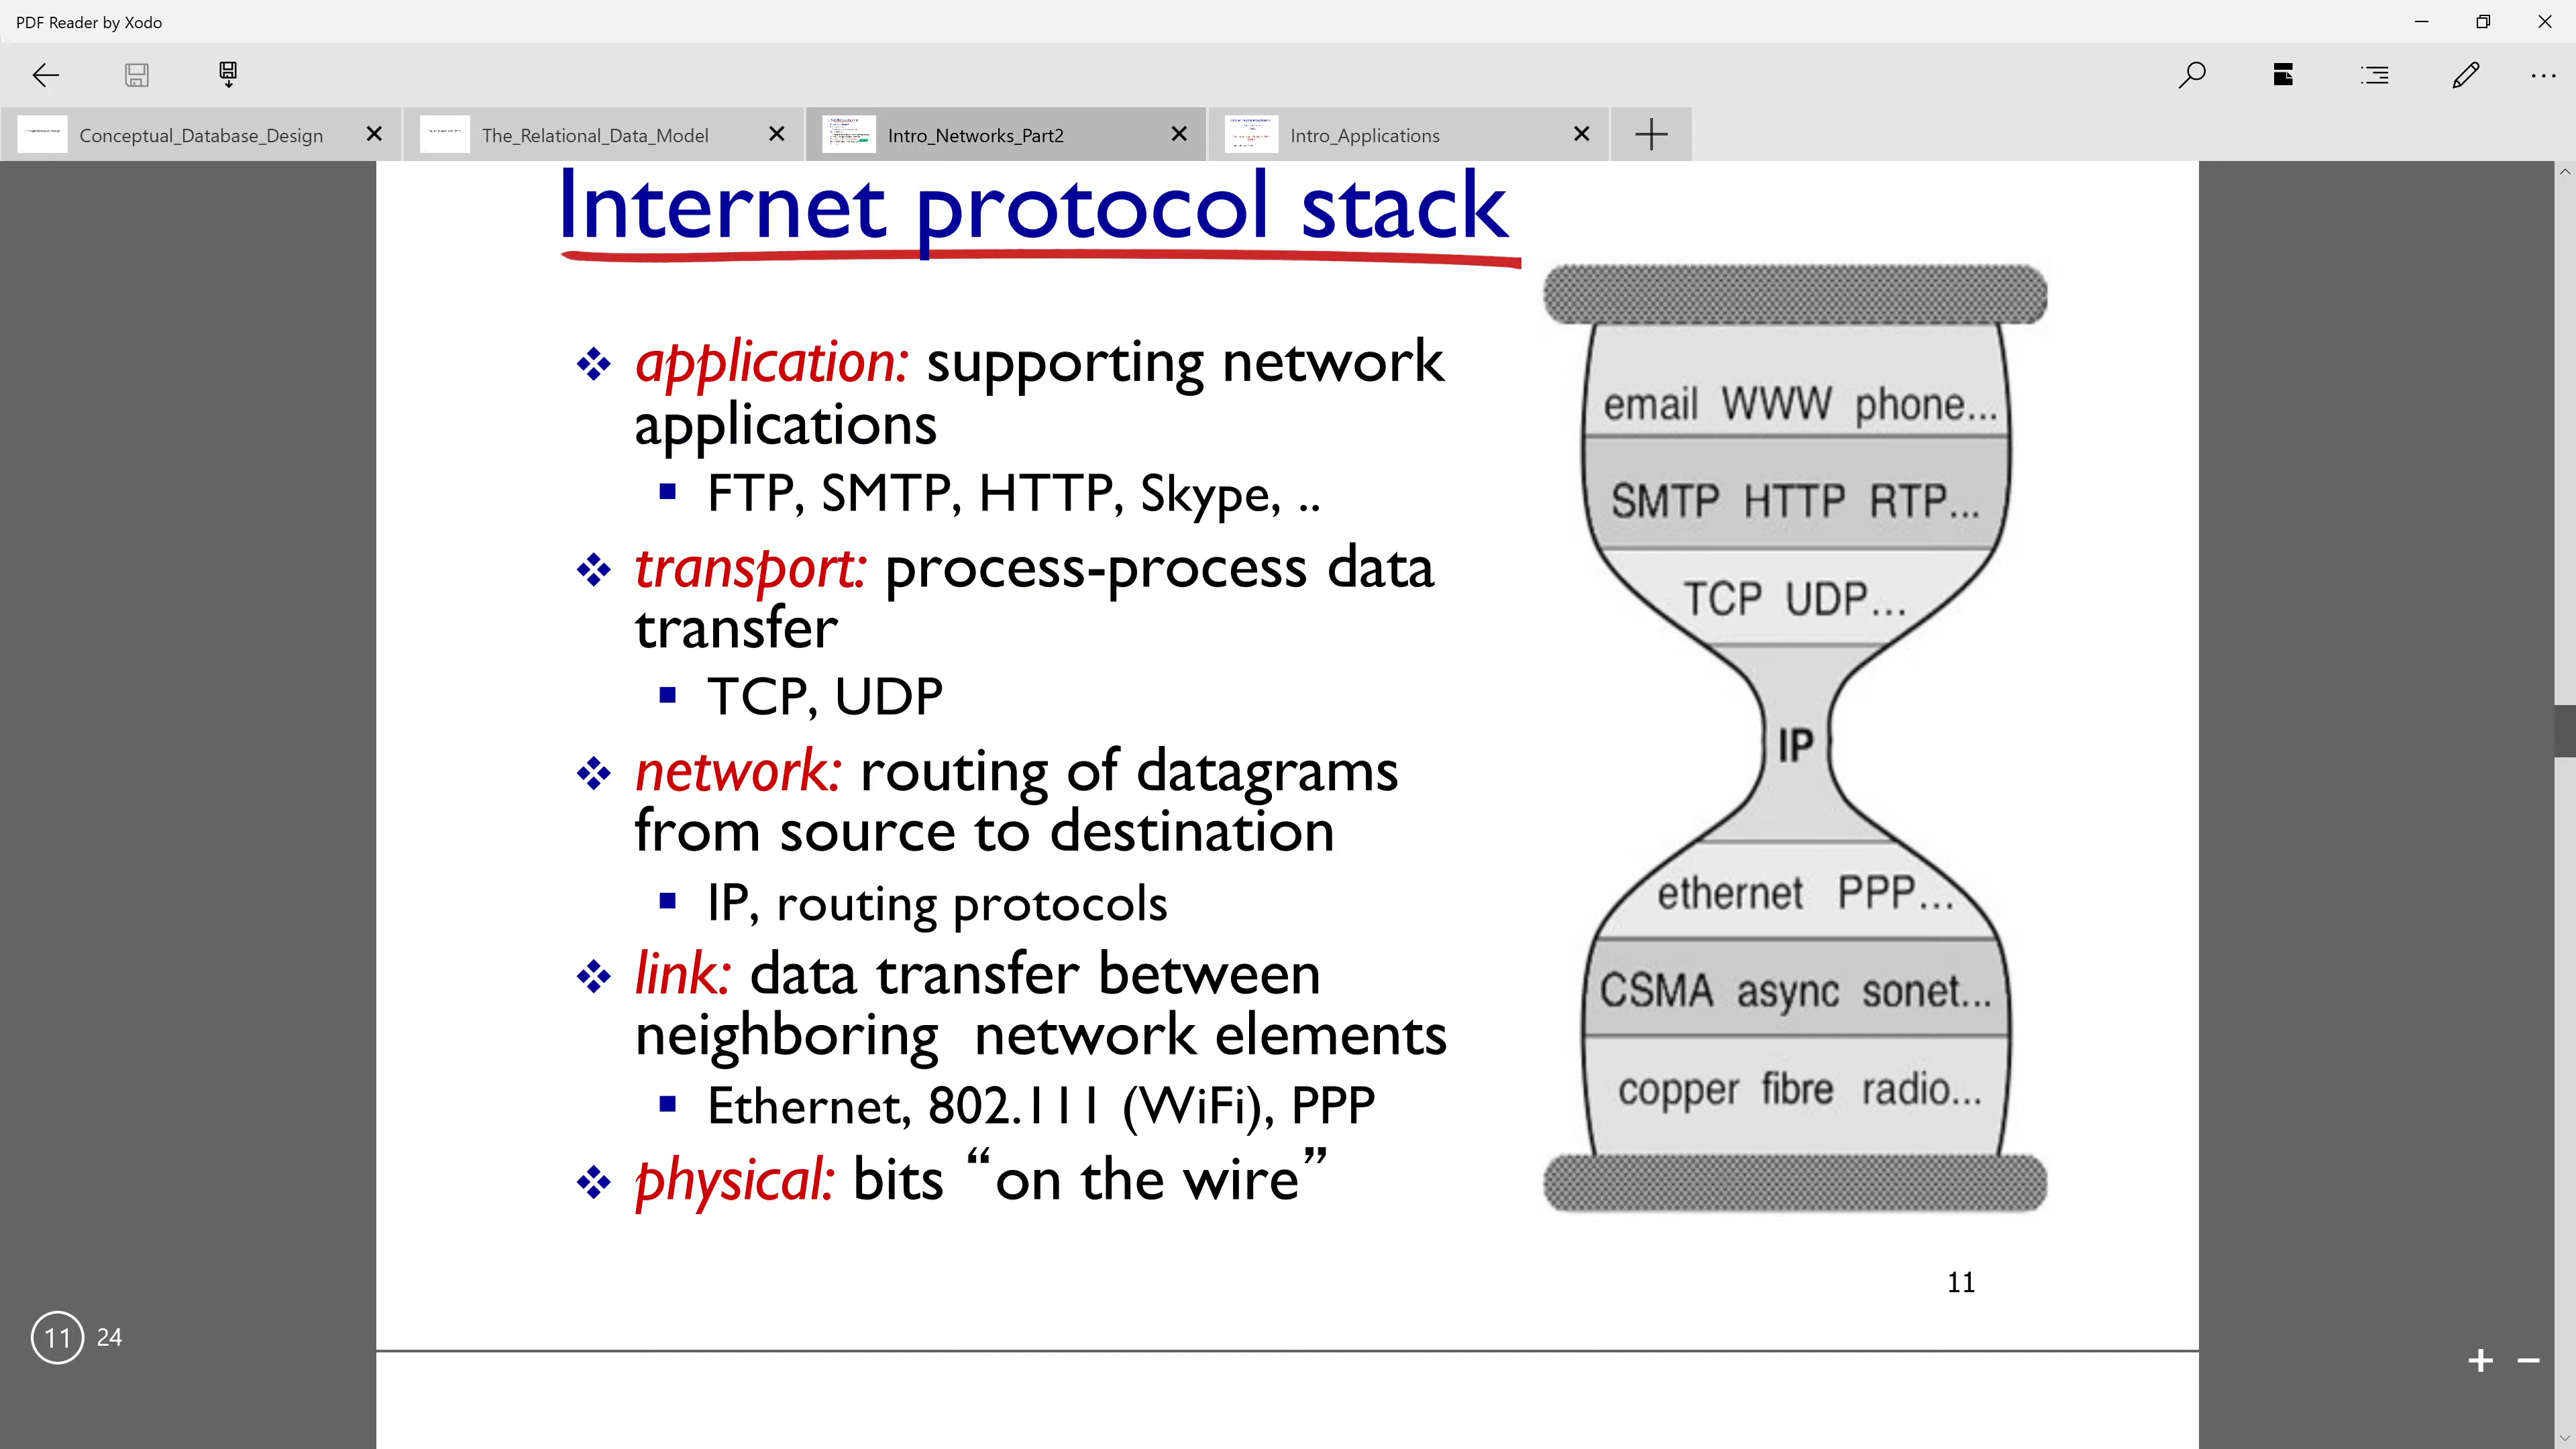 PDF Reader by Xodo
Conceptual_Database_Design
The_Relational_Data_Model
Intro_Networks_Part2
Intro_Applications
Internet protocol stack
application: supporting network
applications
FTP, SMTP, HTTP, Skype, ..
transport: process-process data
transfer
TCP, UDP
network: routing of datagrams
from source to destination
IP, routing protocols
link: data transfer between
neighboring network elements
Ethernet, 802.111 (WiFi), PPP
physical: bits “on the wire”
email WWW phone...
SMTP HTTP RTP...
TCP UDP...
IP
ethernet PPP...
CSMA async sonet...
copper fibre radio...
11
11 24